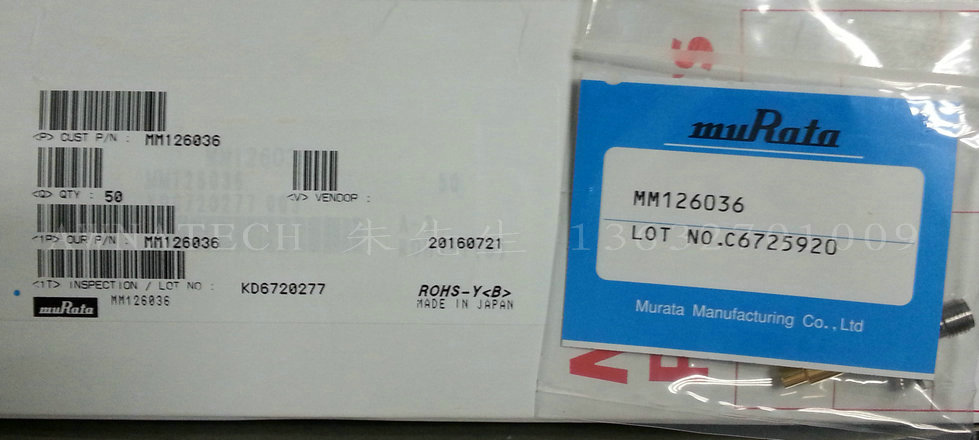 <P> CUST P/N : MM126036
<Q> QTY : 50
<V> VENDOP :
<1P> OUR P/N : MM126036
20160721
<1T> INSPECTION / LOT NO : KD6720277
ROHS-Y<B>
MADE IN JAPAN
muRata
MM126036
muRata
MM126036
LOT NO.C6725920
Murata Manufacturing Co.,Ltd
TECH 朱先生